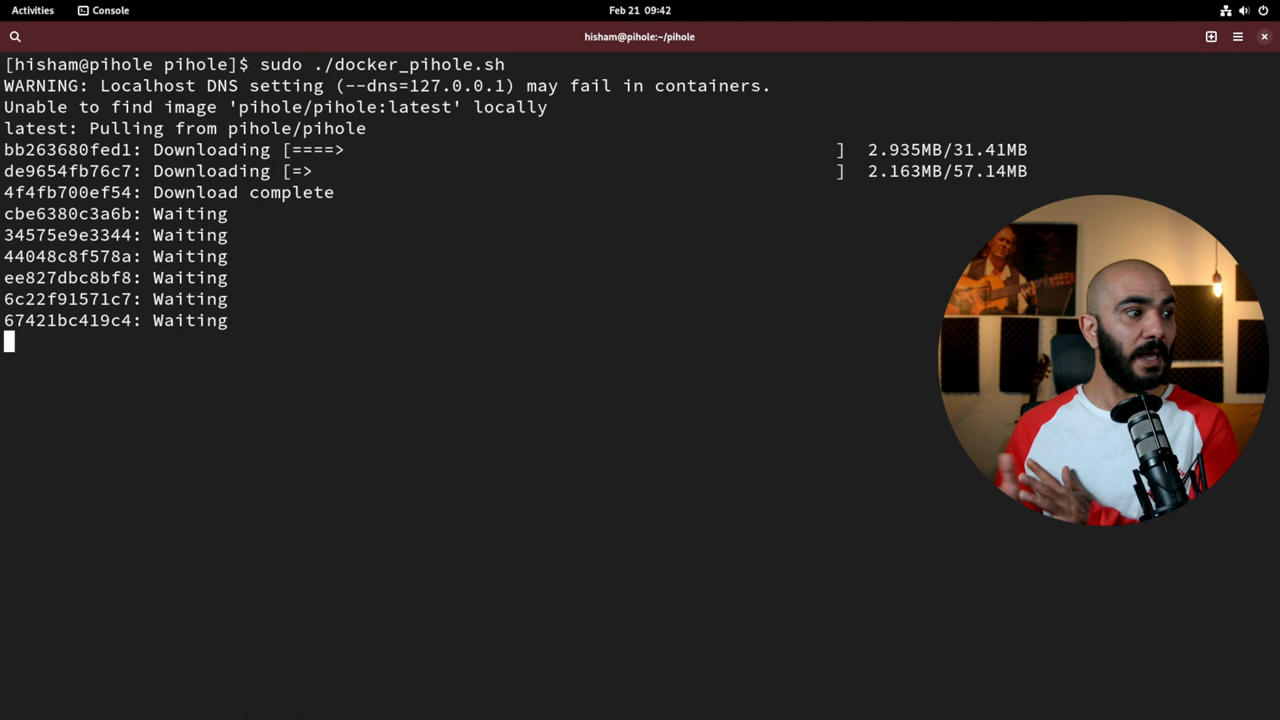 Activities
Console
Feb 21 09:42
hisham@pihole:~/pihole
[hisham@pihole pihole]$ sudo ./docker_pihole.sh
WARNING: Localhost DNS setting (--dns=127.0.0.1) may fail in containers.
Unable to find image 'pihole/pihole:latest' locally
latest: Pulling from pihole/pihole
bb263680fed1: Downloading [====> ] 2.935MB/31.41MB
de9654fb76c7: Downloading [=> ] 2.163MB/57.14MB
4f4fb700ef54: Download complete
cbe6380c3a6b: Waiting
34575e9e3344: Waiting
44048c8f578a: Waiting
ee827dbc8bf8: Waiting
6c22f91571c7: Waiting
67421bc419c4: Waiting